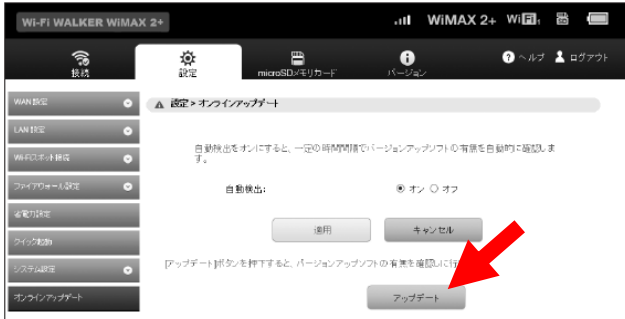 Wi-Fi WALKER WiMAX 2+
WiMAX 2+ WiFi
接続
設定
microSDメモリカード
バージョン
? ヘルプ
ログアウト
WAN設定
設定 > オンラインアップデート
LAN設定
Wi-Fiスポット接続
自動検出をオンにすると、一定の時間間隔でバージョンアップソフトの有無を自動的に確認しま
す。
ファイアウォール設定
自動検出:
オン
オフ
省電力設定
適用
キャンセル
クイック起動
システム設定
[アップデート]ボタンを押下すると、バージョンアップソフトの有無を確認しに行
オンラインアップデート
アップデート